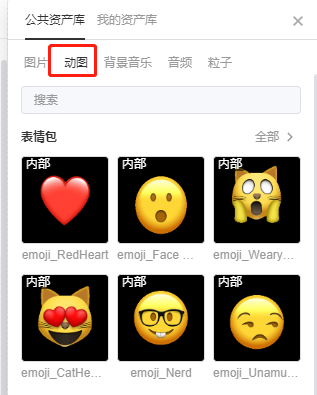 公共资产库 我的资产库
图片 动图 背景音乐 音频 粒子
搜索
表情包 全部
内部 内部 内部
emoji_RedHeart emoji_Face ... emoji_Weary...
内部 内部 内部
emoji_CatHe... emoji_Nerd emoji_Unamu...